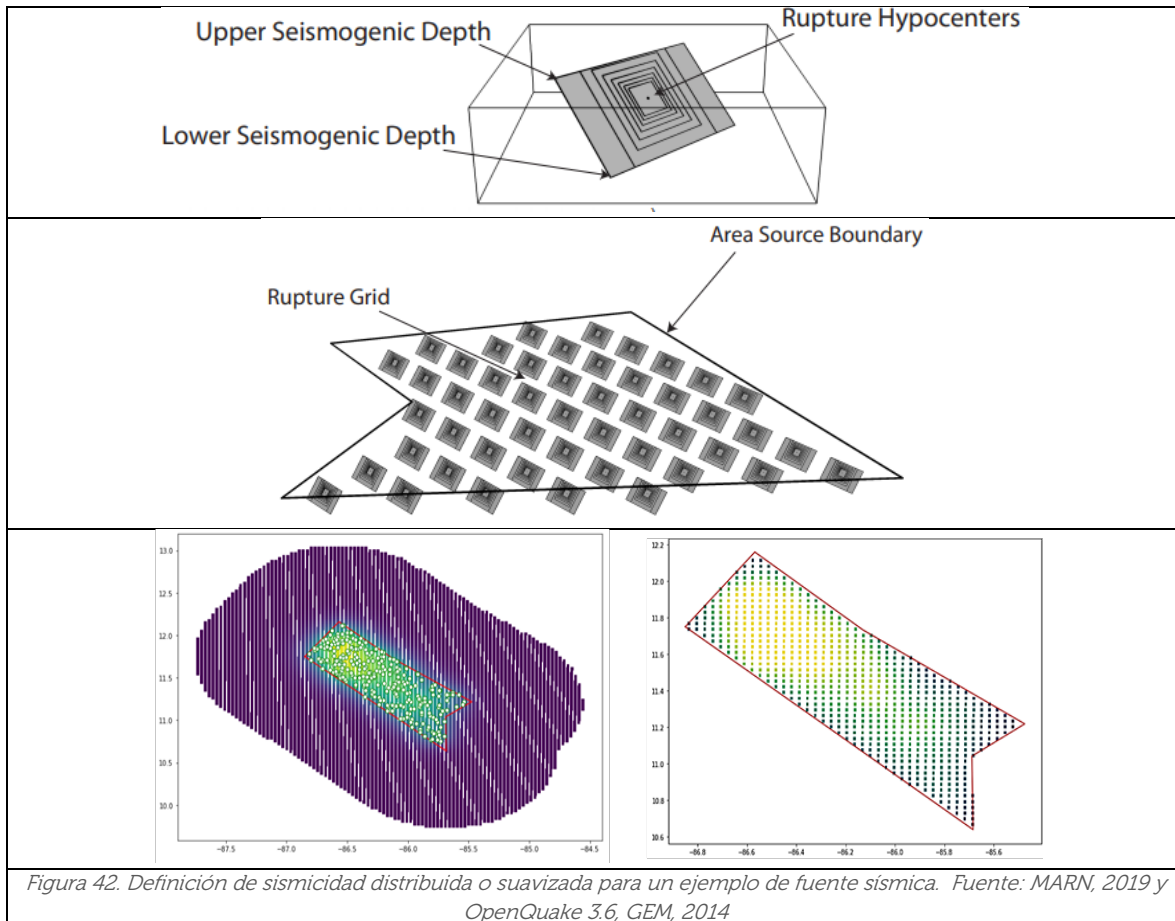 Upper Seismogenic Depth
Rupture Hypocenters
Lower Seismogenic Depth
Area Source Boundary
Rupture Grid
13.0
12.5
12.0
11.5
11.0
10.5
10.0
−87.5 −87.0 −86.5 −86.0 −85.5 −85.0 −84.5
12.2
12.0
11.8
11.6
11.4
11.2
11.0
10.8
10.6
−86.8 −86.6 −86.4 −86.2 −86.0 −85.8 −85.6
Figura 42. Definición de sismicidad distribuida o suavizada para un ejemplo de fuente sísmica. Fuente: MARN, 2019 y
OpenQuake 3.6, GEM, 2014